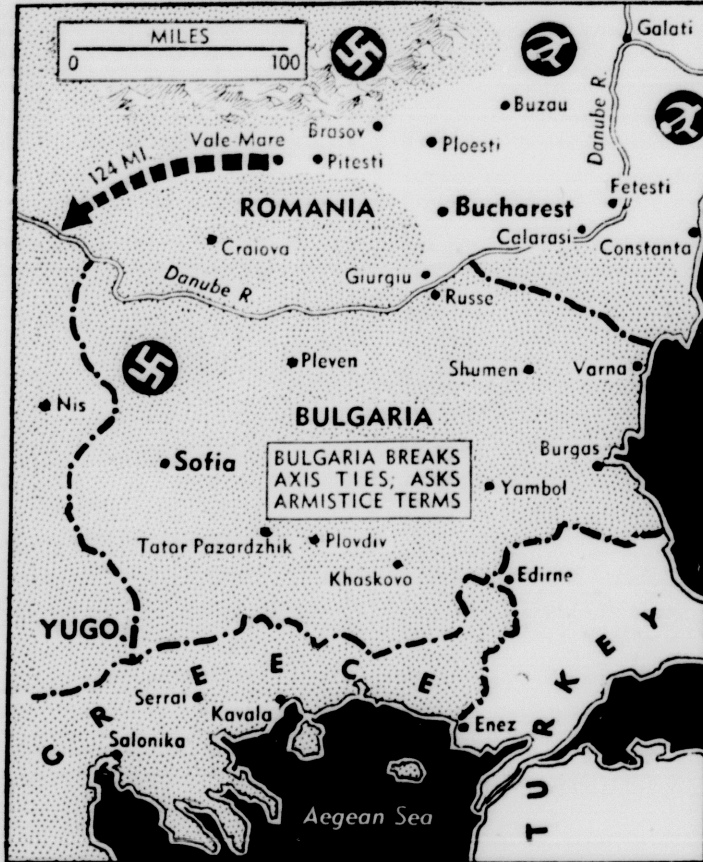 MILES
0 100
Galati
Buzau
Danube R.
Brasov
Vale-Mare
Ploesti
Pitesti
124 MI.
Fetesti
ROMANIA
Bucharest
Calarasi
Craiova
Constanta
Danube R.
Giurgiu
Russe
Pleven
Shumen
Varna
Nis
BULGARIA
Sofia
BULGARIA BREAKS
AXIS TIES; ASKS
ARMISTICE TERMS
Burgas
Yambol
Tatar Pazardzhik
Plovdiv
Khaskovo
Edirne
YUGO.
GREECE
TURKEY
Serrai
Kavala
Enez
Salonika
Aegean Sea